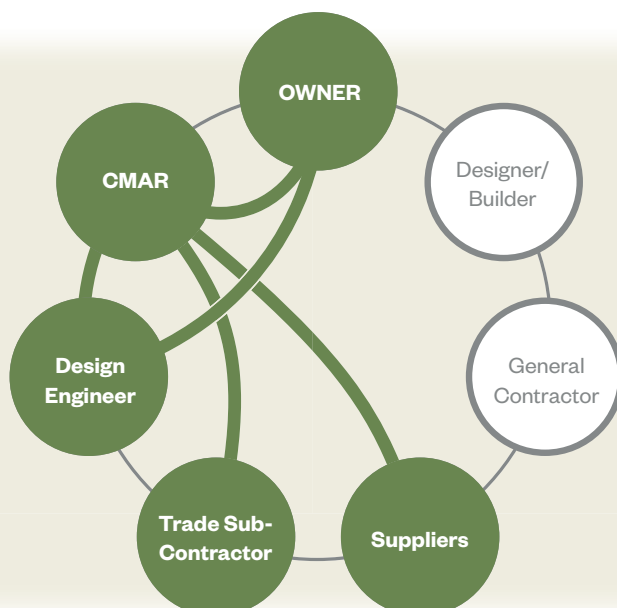 OWNER
CMAR
Designer/
Builder
Design
Engineer
General
Contractor
Trade Sub-
Contractor
Suppliers